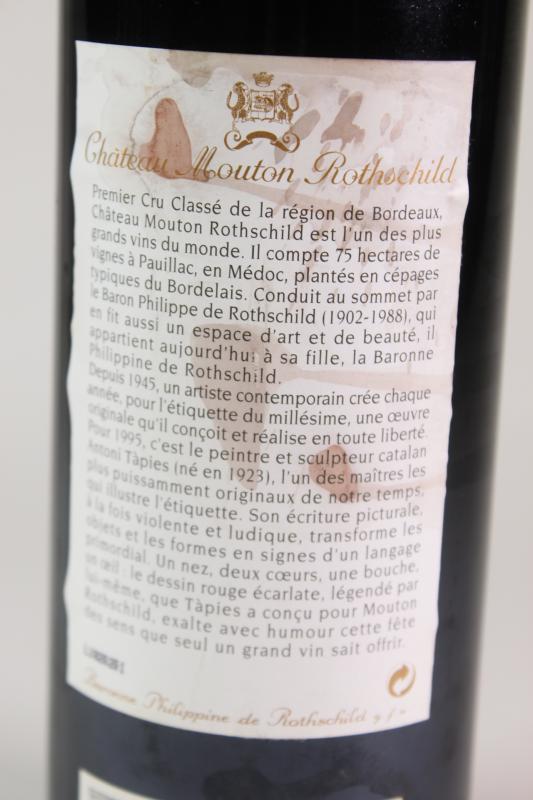 Château Mouton Rothschild
Premier Cru Classé de la région de Bordeaux,
Château Mouton Rothschild est l'un des plus
grands vins du monde. Il compte 75 hectares de
vignes à Pauillac, en Médoc, plantés en cépages
typiques du Bordelais. Conduit au sommet par
le Baron Philippe de Rothschild (1902-1988), qui
en fit aussi un espace d'art et de beauté, il
appartient aujourd'hui à sa fille, la Baronne
Philippine de Rothschild.
Depuis 1945, un artiste contemporain crée chaque
année, pour l'étiquette du millésime, une œuvre
originale qu'il conçoit et réalise en toute liberté.
Pour 1995, c'est le peintre et sculpteur catalan
Antoni Tàpies (né en 1923), l'un des maîtres les
plus puissamment originaux de notre temps,
qui illustre l'étiquette. Son écriture picturale,
à la fois violente et ludique, transforme les
objets et les formes en signes d'un langage
primordial. Un nez, deux cœurs, une bouche,
un œil : le dessin rouge écarlate, légendé par
lui-même, que Tàpies a conçu pour Mouton
Rothschild, exalte avec humour cette fête
des sens que seul un grand vin sait offrir.
Baronne Philippine de Rothschild g.f.a.